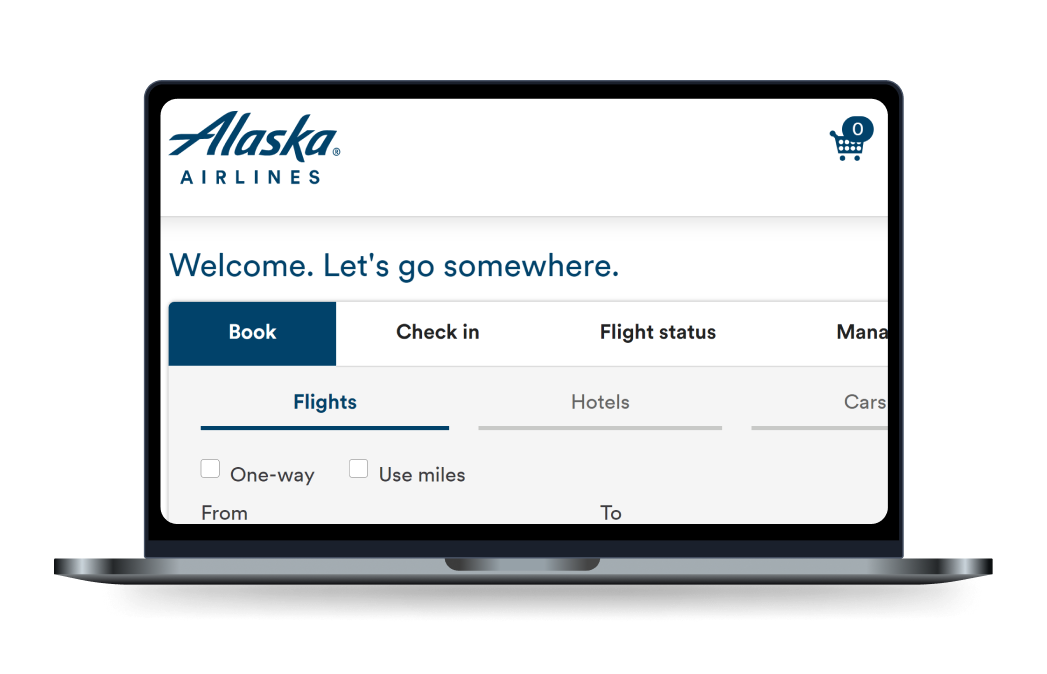 Alaska®
AIRLINES
0
Welcome. Let's go somewhere.
Book Check in Flight status Mana
Flights Hotels Cars
One-way Use miles
From To